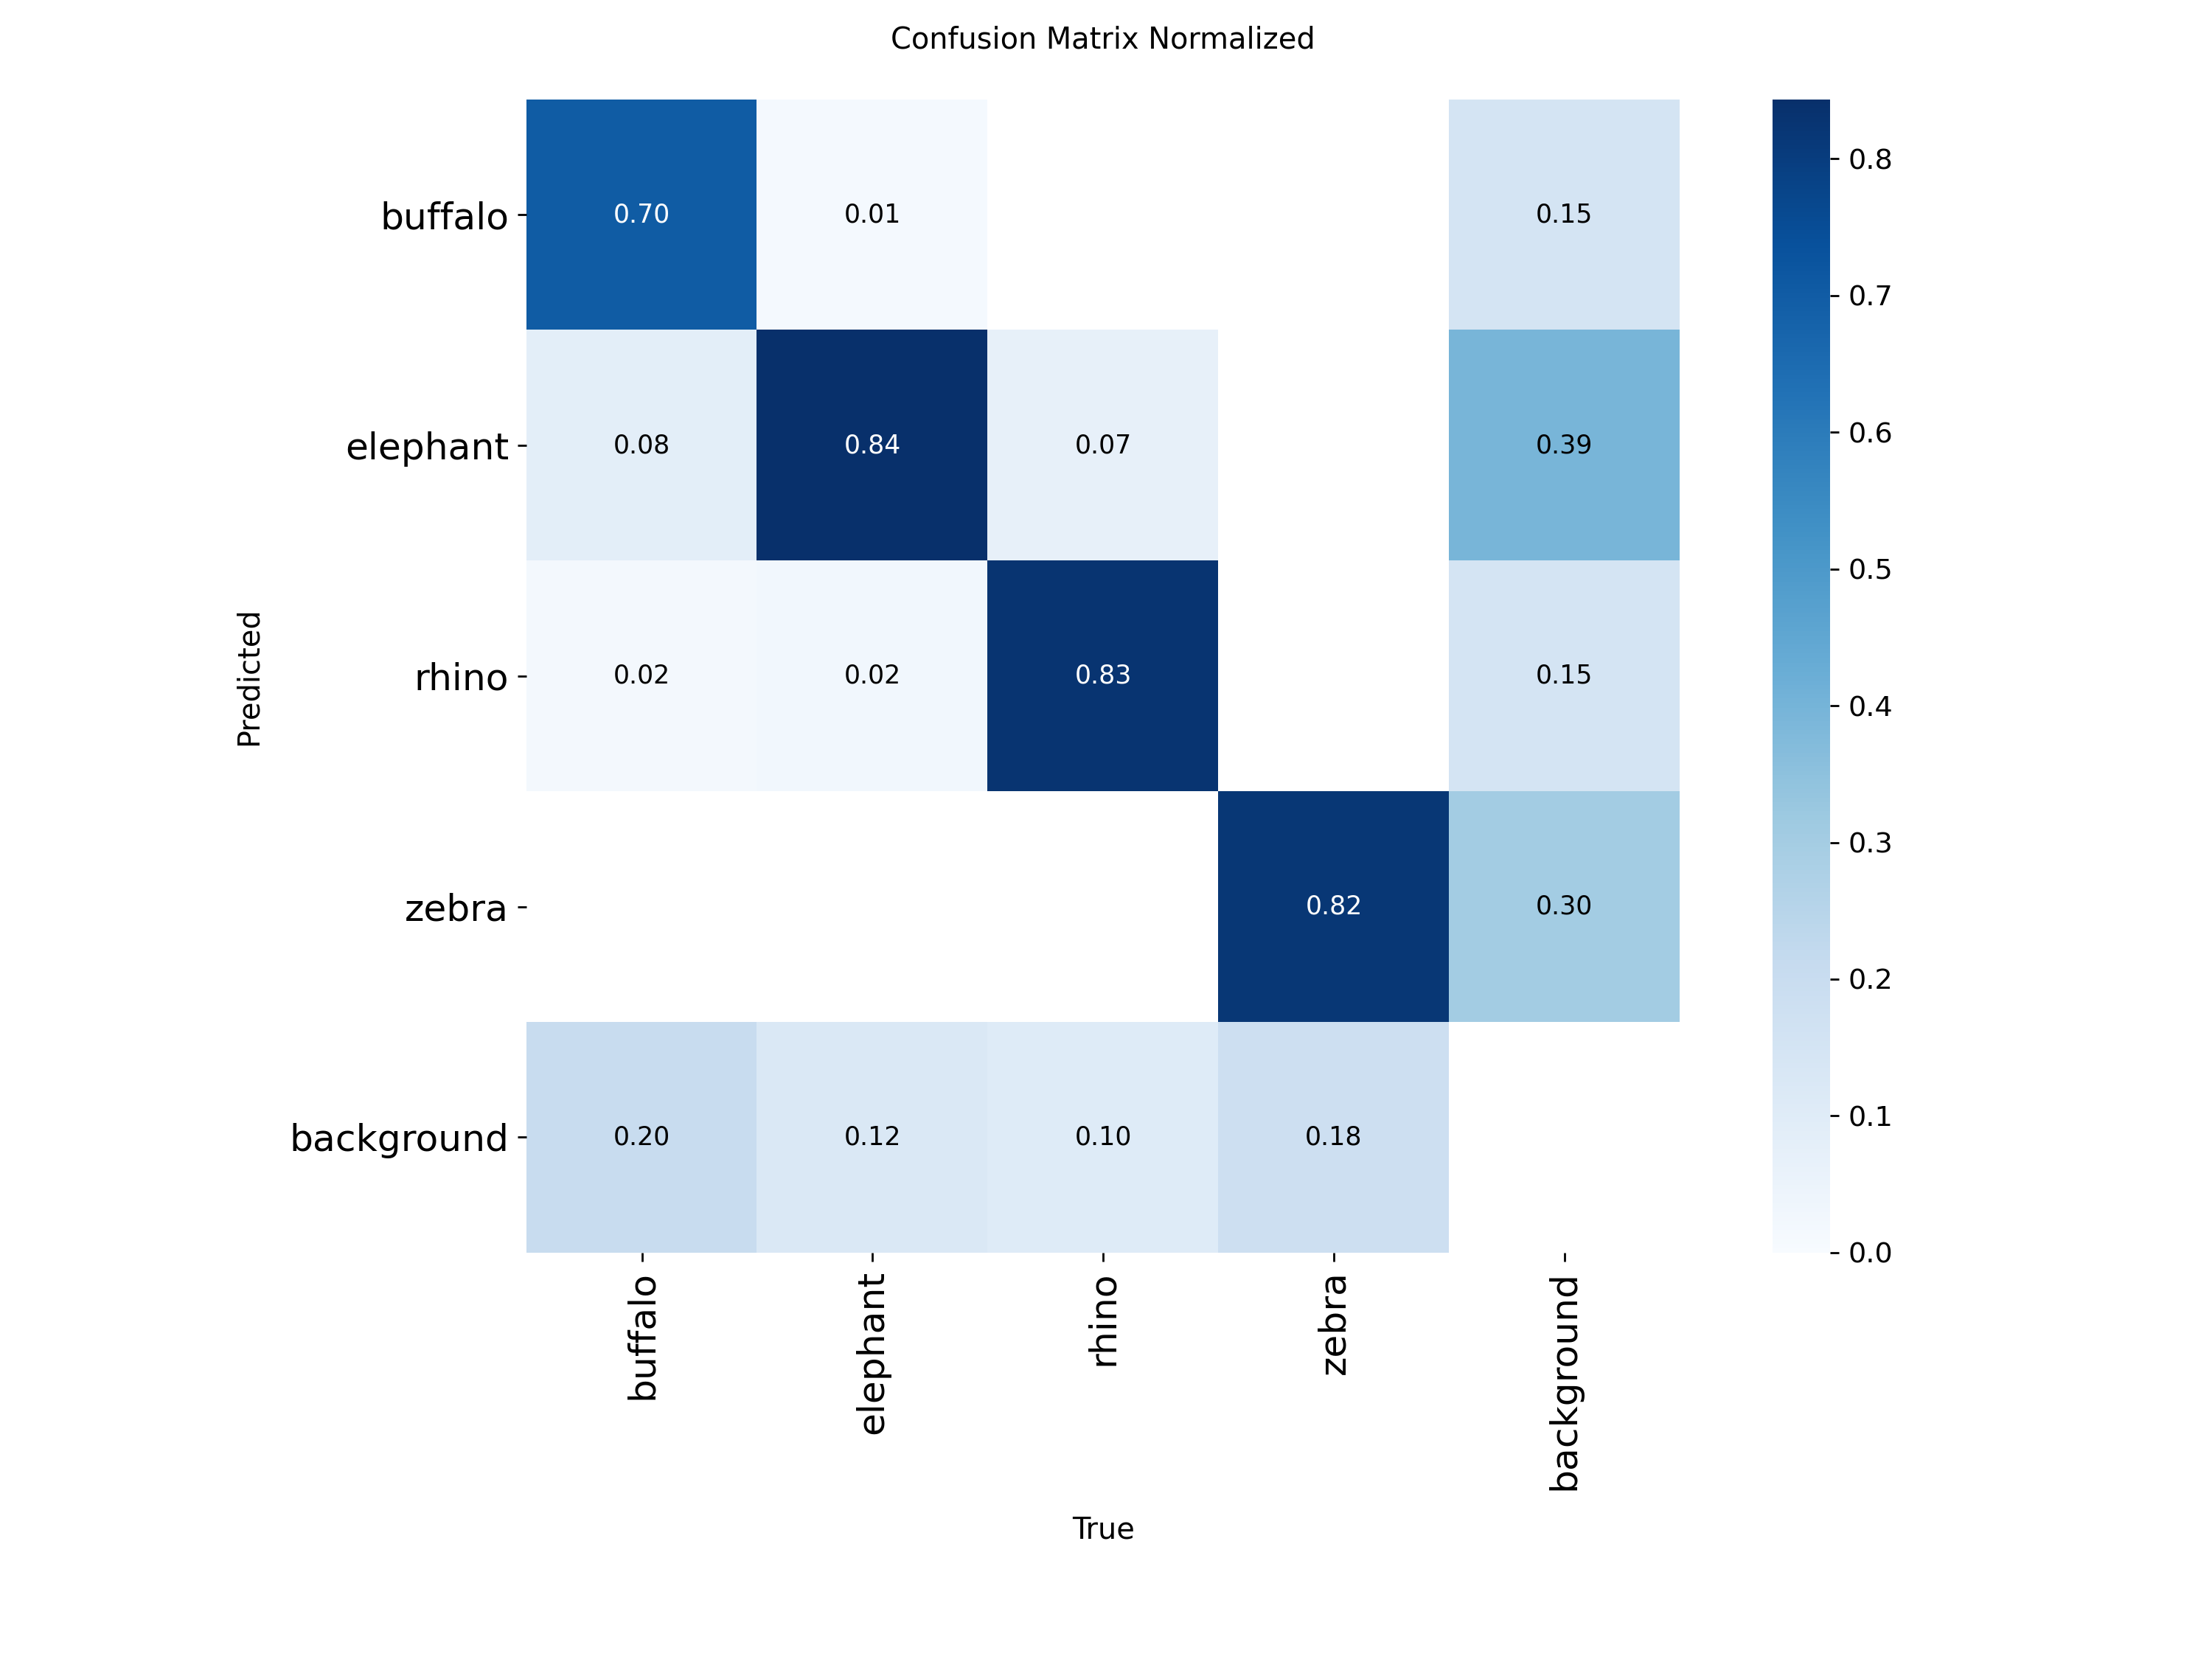 Confusion Matrix Normalized
buffalo 0.70 0.01 0.15
elephant 0.08 0.84 0.07 0.39
rhino 0.02 0.02 0.83 0.15
zebra 0.82 0.30
background 0.20 0.12 0.10 0.18
Predicted
buffalo elephant rhino zebra background
True
0.8
0.7
0.6
0.5
0.4
0.3
0.2
0.1
0.0